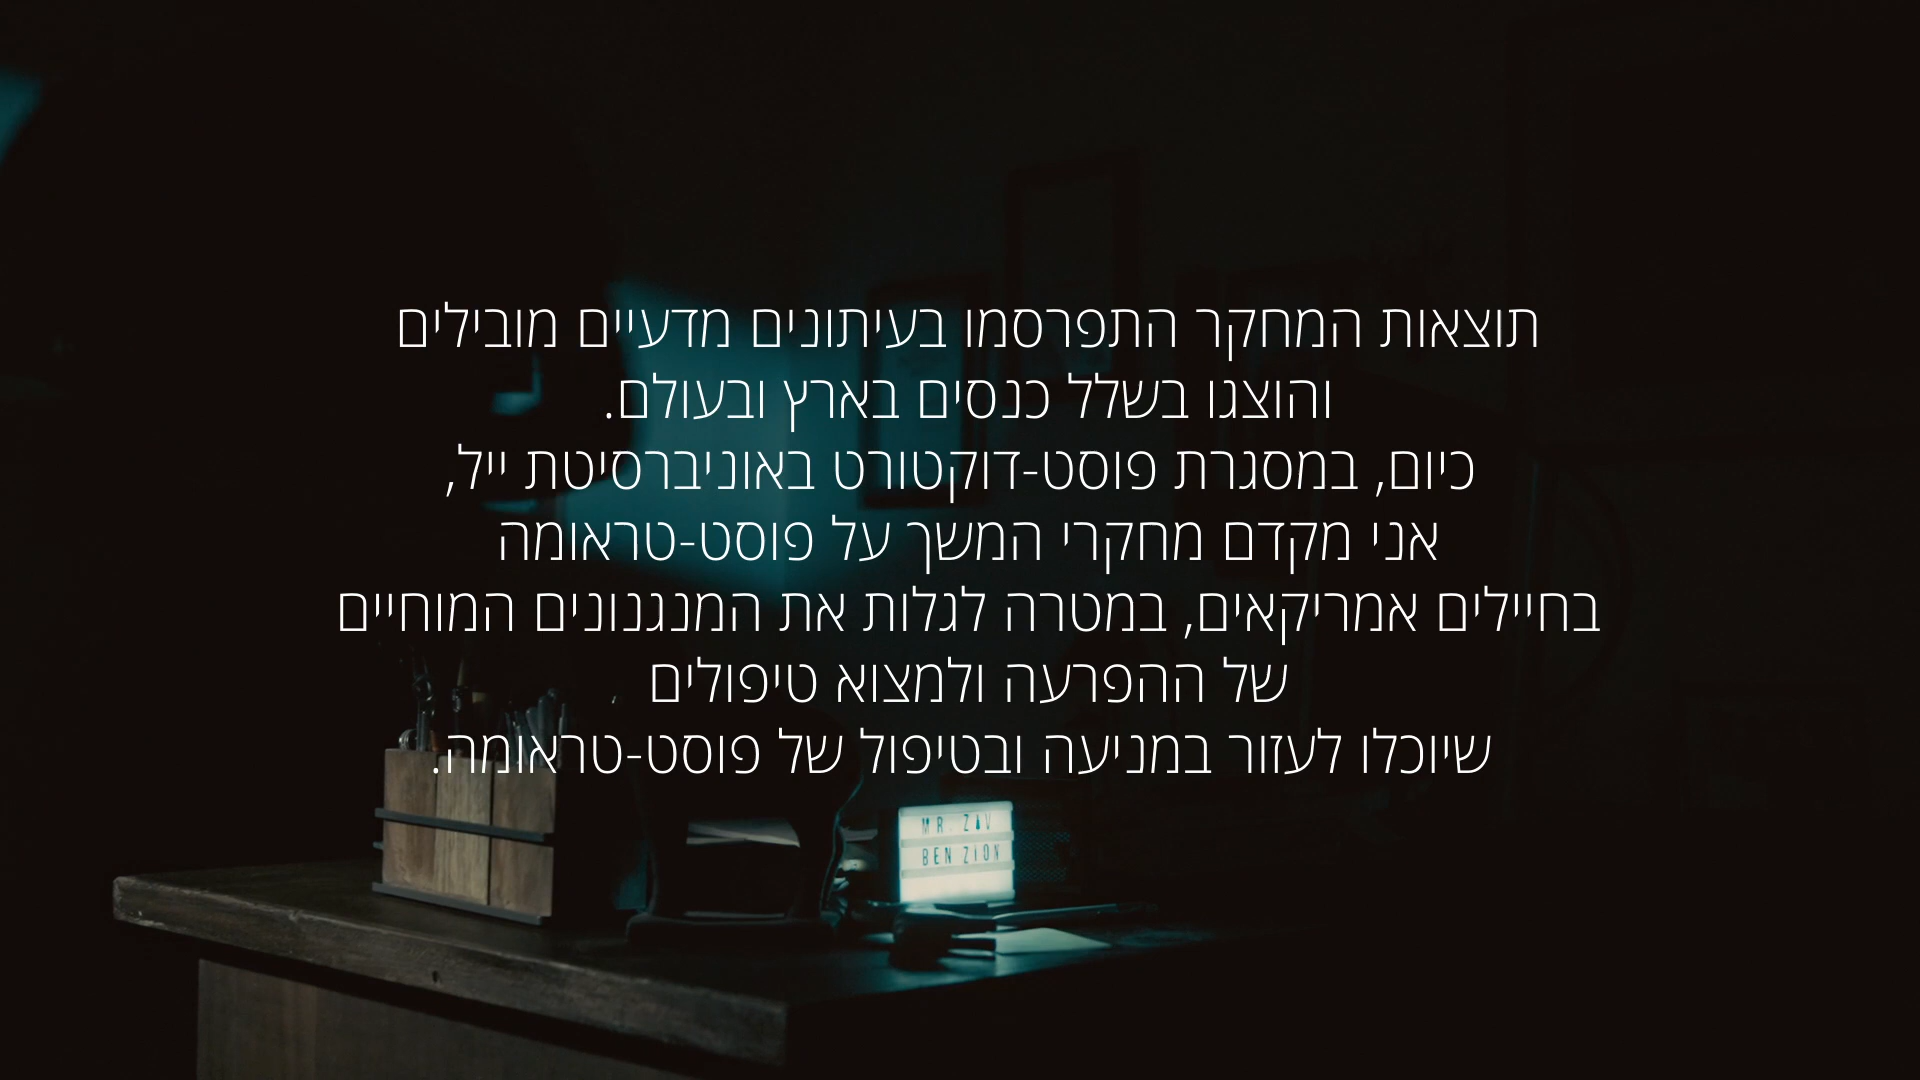 תוצאות המחקר התפרסמו בעיתונים מדעיים מובילים
והוצגו בשלל כנסים בארץ ובעולם.
כיום, במסגרת פוסט-דוקטורט באוניברסיטת ייל,
אני מקדם מחקרי המשך על פוסט-טראומה
בחיילים אמריקאים, במטרה לגלות את המנגנונים המוחיים
של ההפרעה ולמצוא טיפולים
שיוכלו לעזור במניעה ובטיפול של פוסט-טראומה.
MR. ZIV
BEN ZION